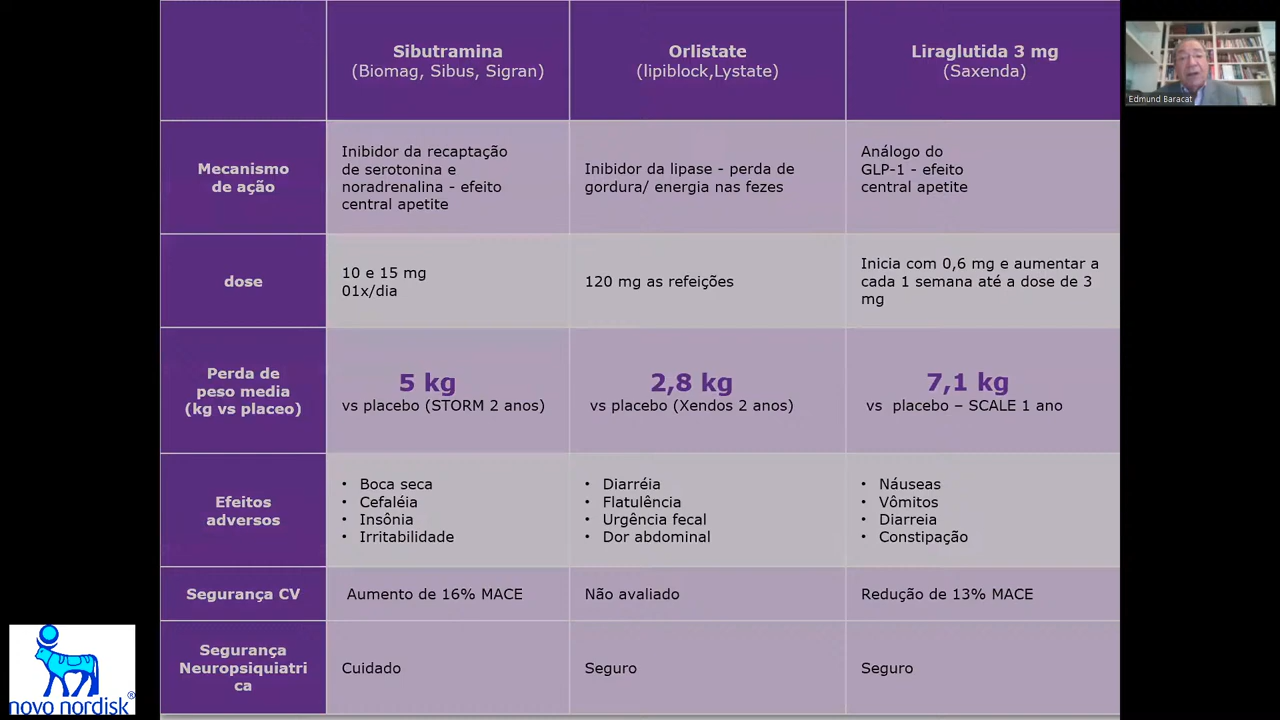 Sibutramina
(Biomag, Sibus, Sigran)
Orlistate
(lipiblock,Lystate)
Liraglutida 3 mg
(Saxenda)
Edmund Baracat
Mecanismo
de ação
Inibidor da recaptação
de serotonina e
noradrenalina - efeito
central apetite
Inibidor da lipase - perda de
gordura/ energia nas fezes
Análogo do
GLP-1 - efeito
central apetite
dose
10 e 15 mg
01x/dia
120 mg as refeições
Inicia com 0,6 mg e aumentar a
cada 1 semana até a dose de 3
mg
Perda de
peso media
(kg vs placeo)
5 kg
vs placebo (STORM 2 anos)
2,8 kg
vs placebo (Xendos 2 anos)
7,1 kg
vs placebo – SCALE 1 ano
Efeitos
adversos
• Boca seca
• Cefaléia
• Insônia
• Irritabilidade
• Diarréia
• Flatulência
• Urgência fecal
• Dor abdominal
• Náuseas
• Vômitos
• Diarreia
• Constipação
Segurança CV
Aumento de 16% MACE
Não avaliado
Redução de 13% MACE
Segurança
Neuropsiquiatri
ca
Cuidado
Seguro
Seguro
novo nordisk®